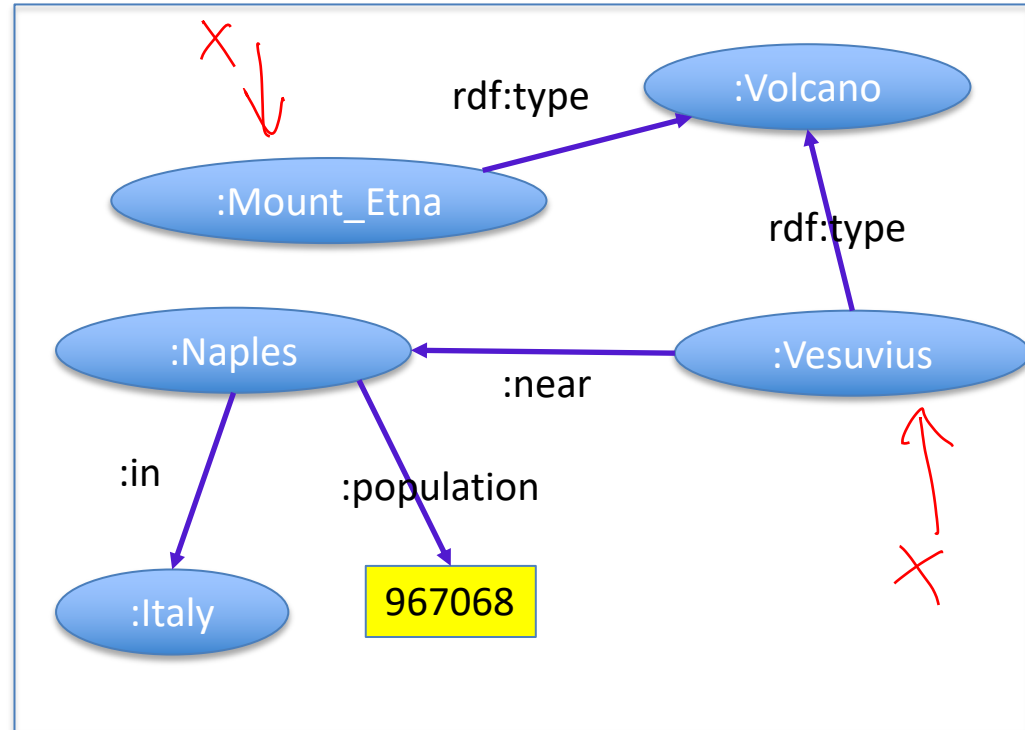 x
rdf:type
:Volcano
:Mount_Etna
rdf:type
:Naples
:near
:Vesuvius
:in
:population
:Italy
967068
x